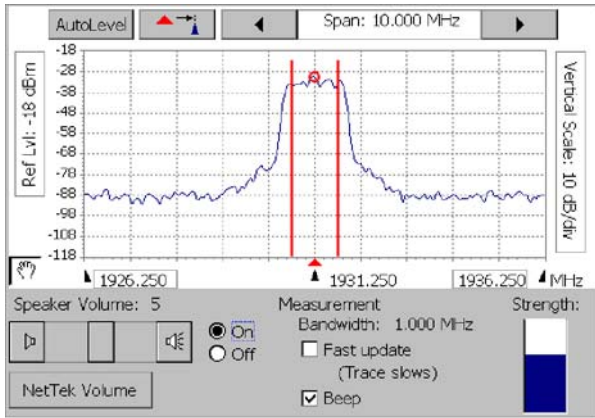 AutoLevel
Span: 10.000 MHz
Ref Lvl: -18 dBm
-18
-28
-38
-48
-58
-68
-78
-88
-98
-108
-118
Vertical Scale: 10 dB/div
1926.250
1931.250
1936.250
MHz
Speaker Volume: 5
On
Off
NetTek Volume
Measurement
Bandwidth: 1.000 MHz
Fast update
(Trace slows)
Beep
Strength: